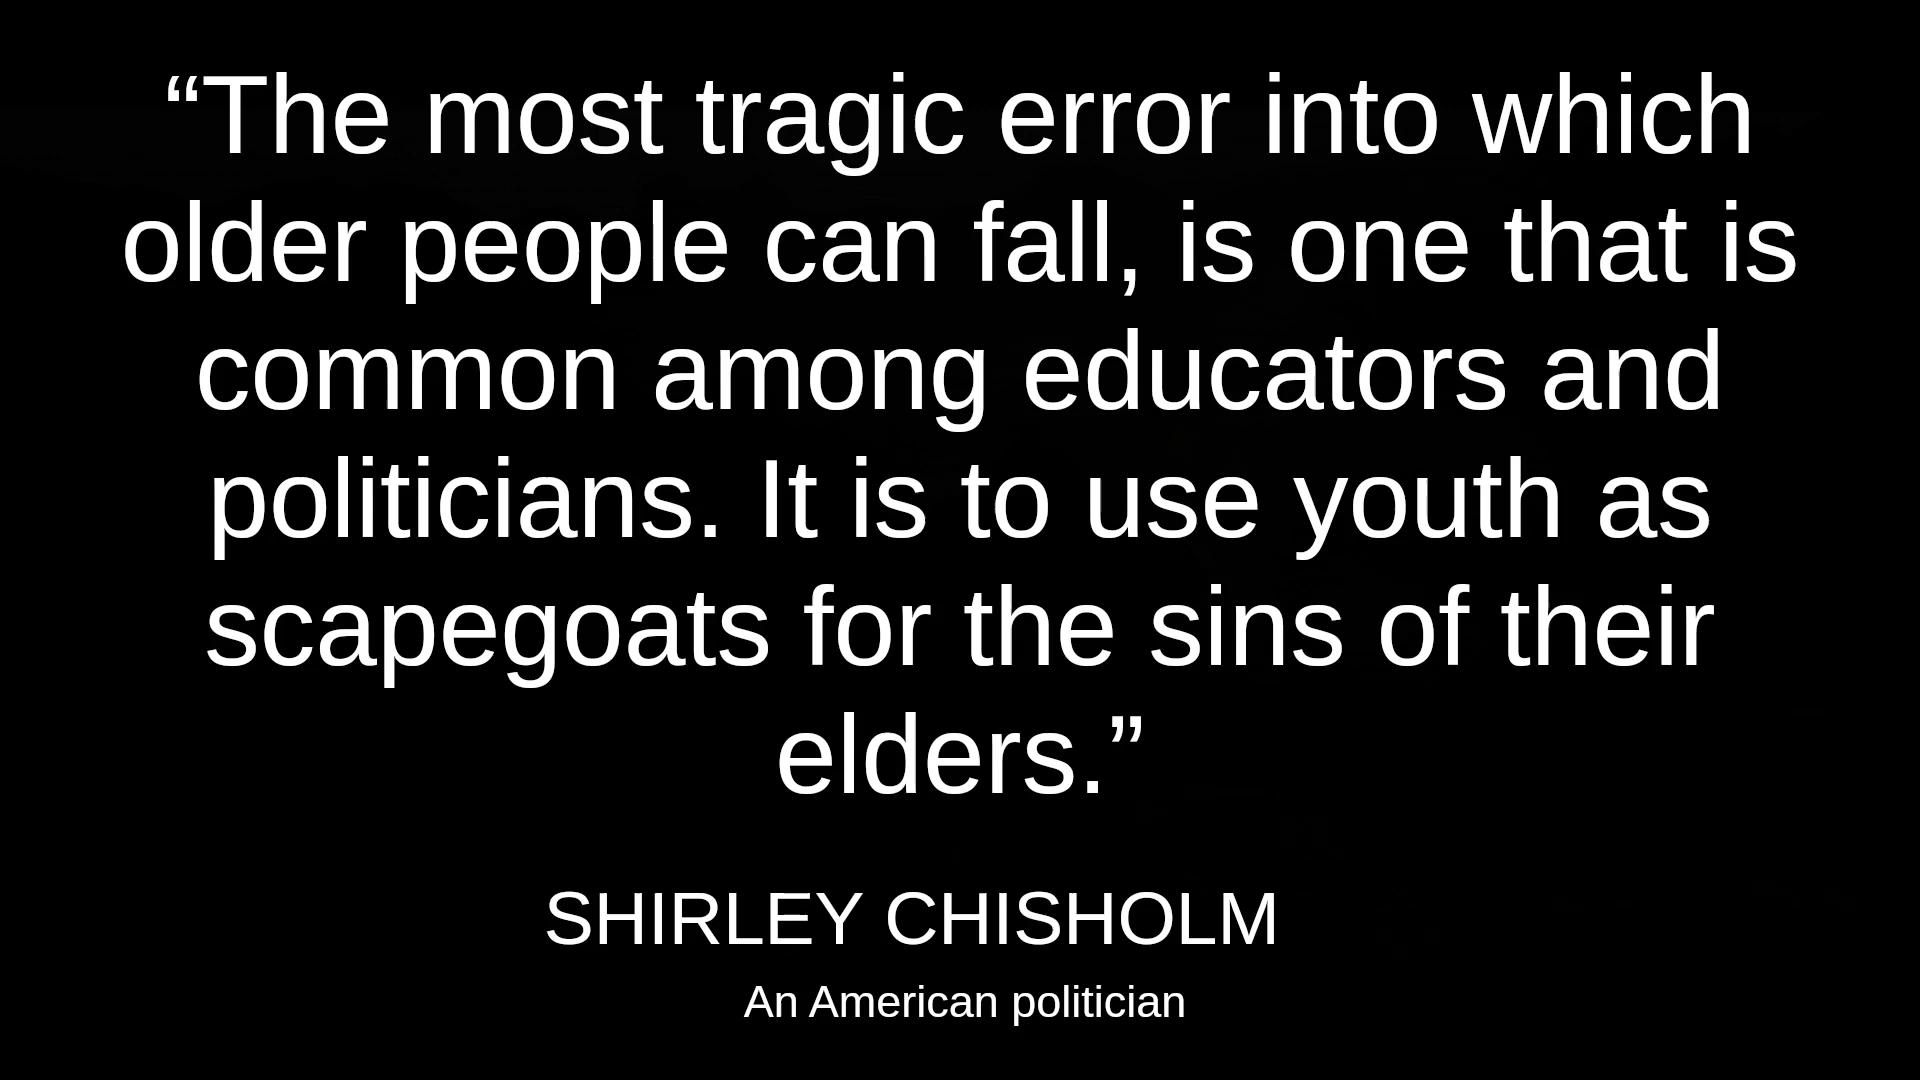 “The most tragic error into which
older people can fall, is one that is
common among educators and
politicians. It is to use youth as
scapegoats for the sins of their
elders.”
SHIRLEY CHISHOLM
An American politician